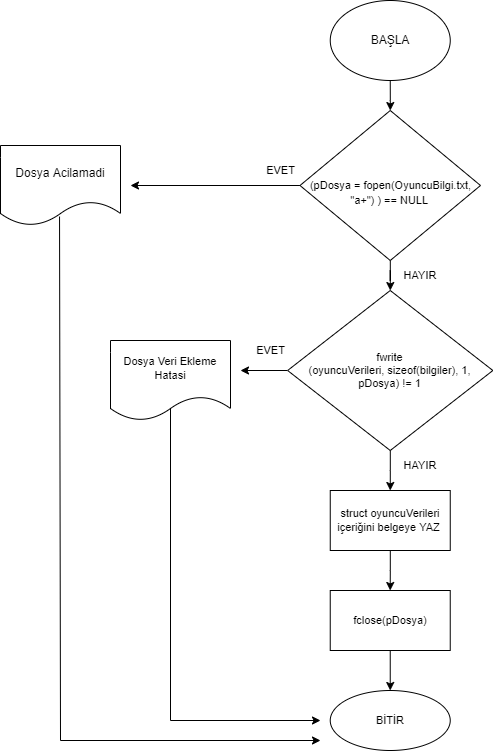 BAŞLA
(pDosya = fopen(OyuncuBilgi.txt,
"a+") ) == NULL
EVET
Dosya Acilamadi
HAYIR
fwrite
(oyuncuVerileri, sizeof(bilgiler), 1,
pDosya) != 1
EVET
Dosya Veri Ekleme
Hatasi
HAYIR
struct oyuncuVerileri
içeriğini belgeye YAZ
fclose(pDosya)
BİTİR